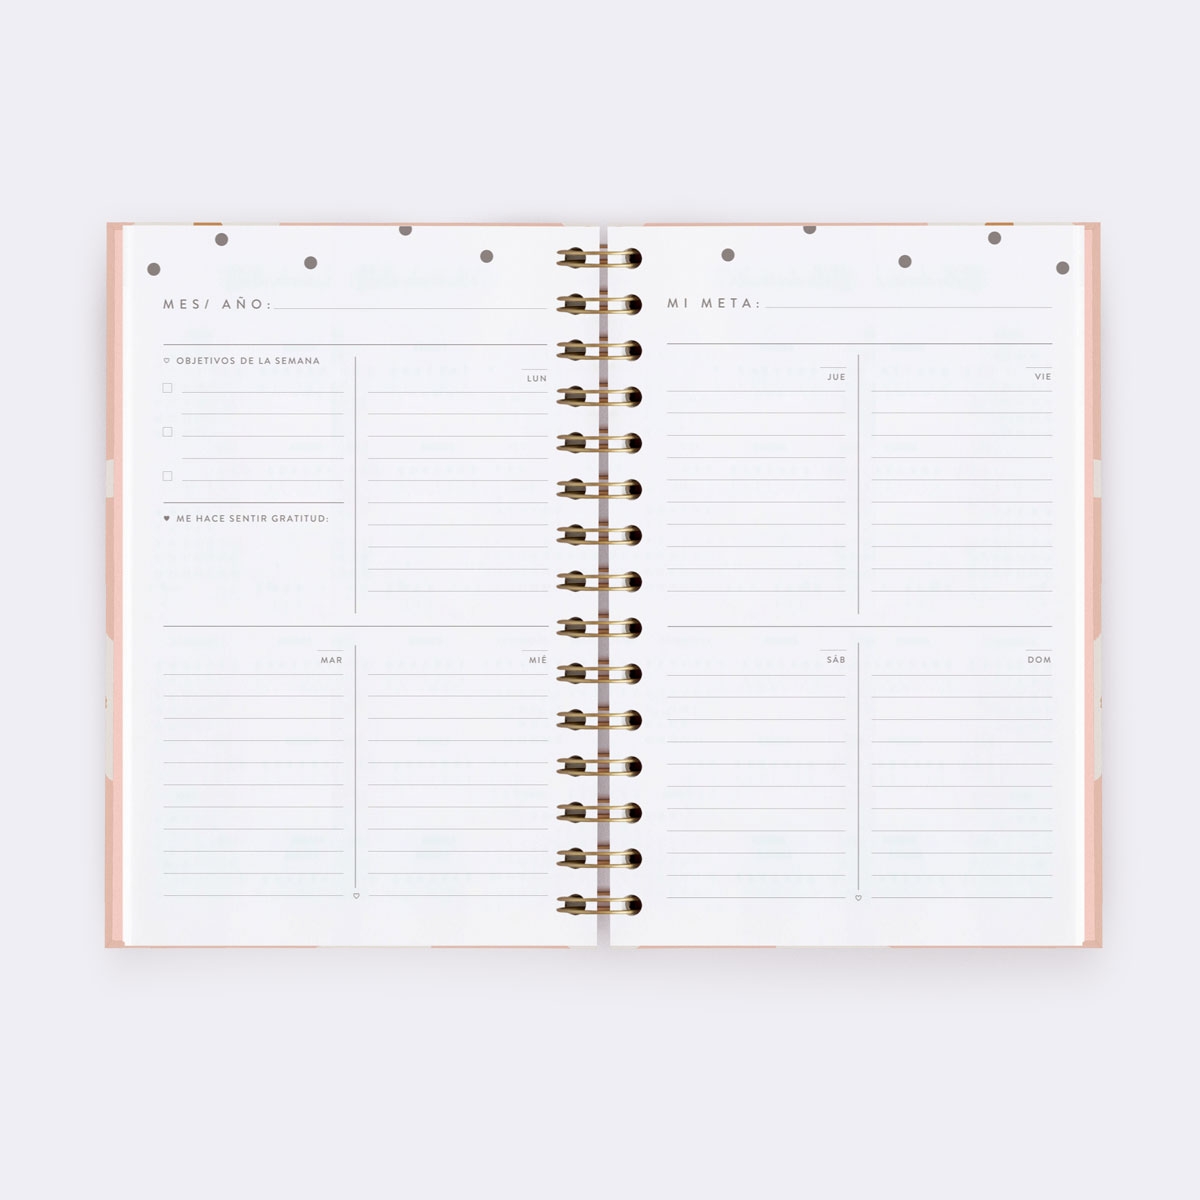 MES/ AÑO:
♡ OBJETIVOS DE LA SEMANA
LUN
♥ ME HACE SENTIR GRATITUD:
MAR
MIÉ
MI META:
JUE
VIE
SÁB
DOM